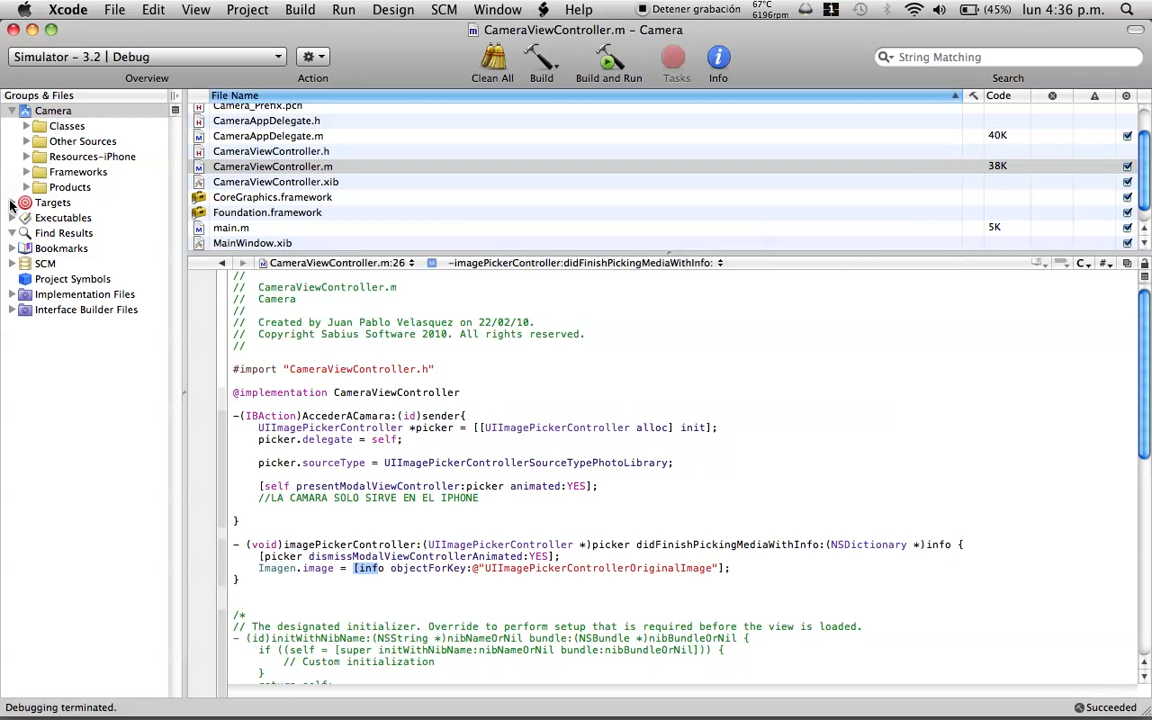 Xcode File Edit View Project Build Run Design SCM Window Help Detener grabación 67°C 6196rpm 1 (45%) lun 4:36 p.m.
CameraViewController.m – Camera
Simulator - 3.2 | Debug
String Matching
Overview Action Clean All Build Build and Run Tasks Info Search
Groups & Files
Camera
Classes
Other Sources
Resources-iPhone
Frameworks
Products
Targets
Executables
Find Results
Bookmarks
SCM
Project Symbols
Implementation Files
Interface Builder Files
File Name Code
Camera_Prefix.pch
CameraAppDelegate.h
CameraAppDelegate.m 40K
CameraViewController.h
CameraViewController.m 38K
CameraViewController.xib
CoreGraphics.framework
Foundation.framework
main.m 5K
MainWindow.xib
CameraViewController.m:26 -imagePickerController:didFinishPickingMediaWithInfo: C #
//
// CameraViewController.m
// Camera
//
// Created by Juan Pablo Velasquez on 22/02/10.
// Copyright Sabius Software 2010. All rights reserved.
//
#import "CameraViewController.h"
@implementation CameraViewController
-(IBAction)AccederACamara:(id)sender{
UIImagePickerController *picker = [[UIImagePickerController alloc] init];
picker.delegate = self;
picker.sourceType = UIImagePickerControllerSourceTypePhotoLibrary;
[self presentModalViewController:picker animated:YES];
//LA CAMARA SOLO SIRVE EN EL IPHONE
}
- (void)imagePickerController:(UIImagePickerController *)picker didFinishPickingMediaWithInfo:(NSDictionary *)info {
[picker dismissModalViewControllerAnimated:YES];
Imagen.image = [info objectForKey:@"UIImagePickerControllerOriginalImage"];
}
/*
// The designated initializer. Override to perform setup that is required before the view is loaded.
- (id)initWithNibName:(NSString *)nibNameOrNil bundle:(NSBundle *)nibBundleOrNil {
if ((self = [super initWithNibName:nibNameOrNil bundle:nibBundleOrNil])) {
// Custom initialization
}
return self;
Debugging terminated. Succeeded